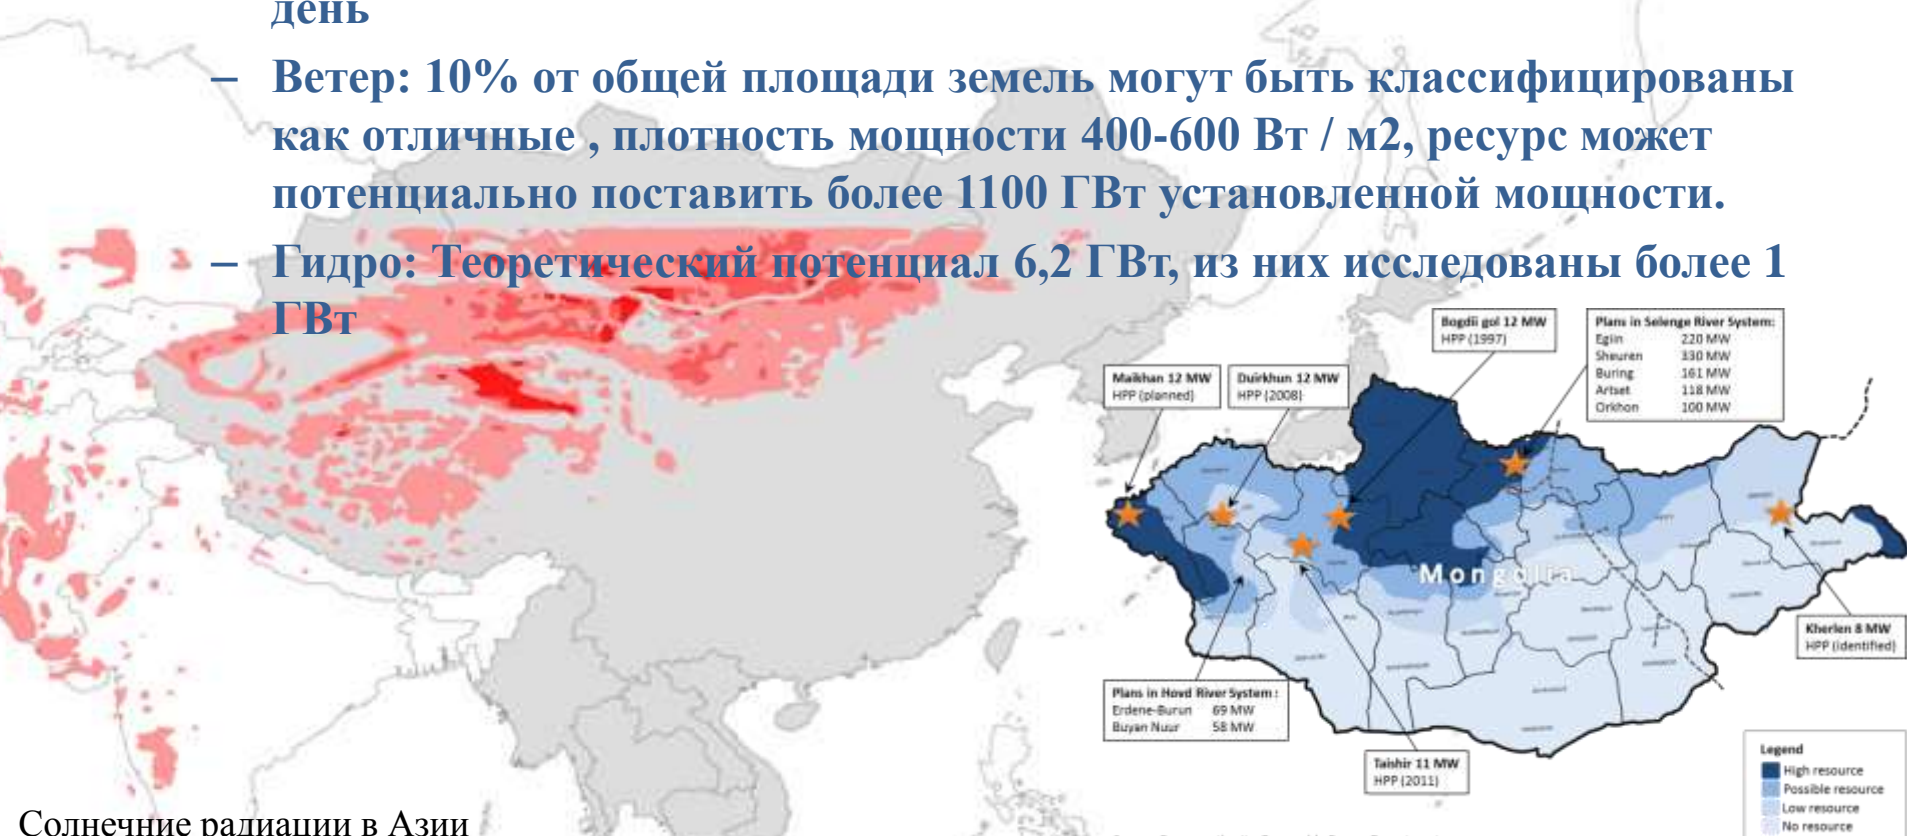 день
– Ветер: 10% от общей площади земель могут быть классифицированы
как отличные , плотность мощности 400-600 Вт / м2, ресурс может
потенциально поставить более 1100 ГВт установленной мощности.
– Гидро: Теоретический потенциал 6,2 ГВт, из них исследованы более 1
ГВт
Bogdii gol 12 MW
HPP (1997)
Plans in Selenge River System:
Egiin 220 MW
Sheuren 330 MW
Buring 161 MW
Artset 118 MW
Orkhon 100 MW
Maikhan 12 MW
HPP (planned)
Duirkhun 12 MW
HPP (2008)
Mongolia
Kherlen 8 MW
HPP (identified)
Plans in Hovd River System :
Erdene-Burun 69 MW
Buyan Nuur 58 MW
Taishir 11 MW
HPP (2011)
Legend
High resource
Possible resource
Low resource
No resource
Солнечние радиации в Азии